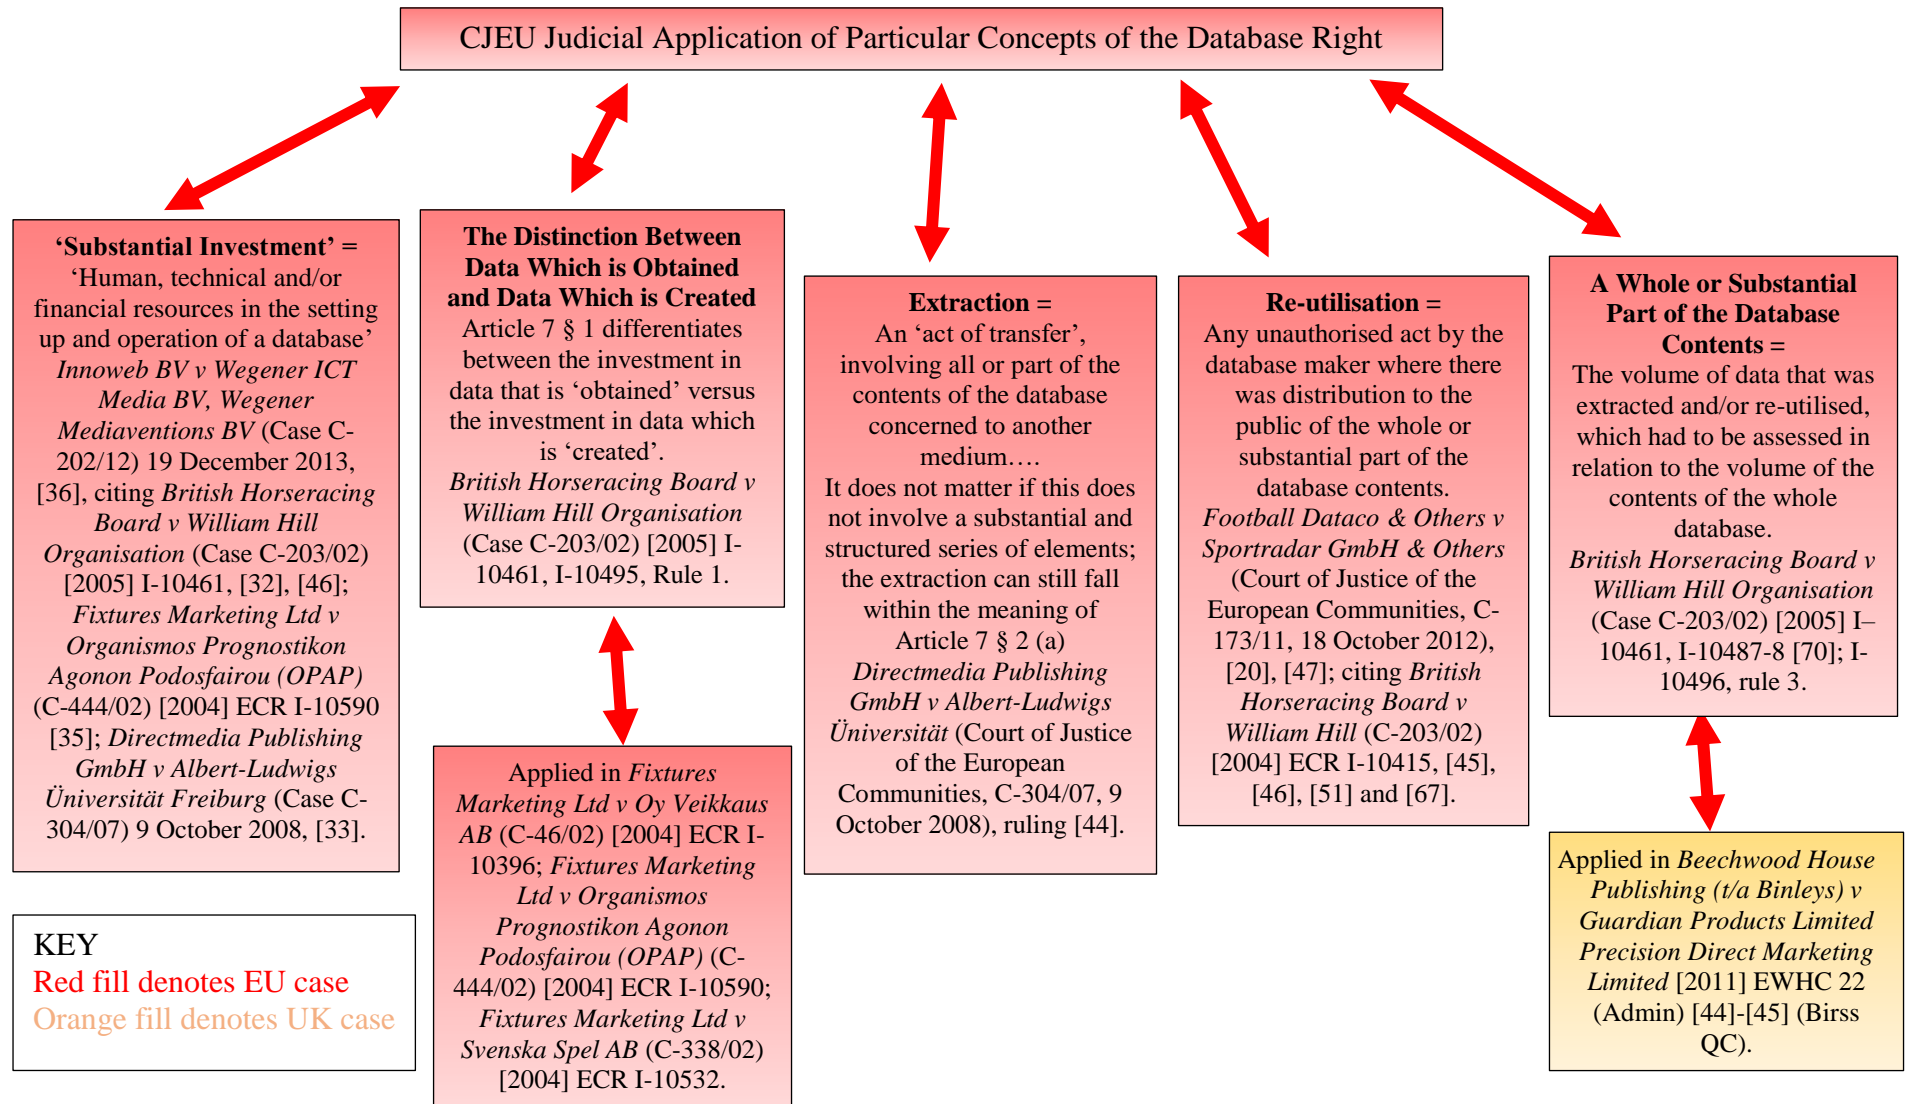 CJEU Judicial Application of Particular Concepts of the Database Right
‘Substantial Investment’ =
‘Human, technical and/or
financial resources in the setting
up and operation of a database’
Innoweb BV v Wegener ICT
Media BV, Wegener
Mediaventions BV (Case C-
202/12) 19 December 2013,
[36], citing British Horseracing
Board v William Hill
Organisation (Case C-203/02)
[2005] I-10461, [32], [46];
Fixtures Marketing Ltd v
Organismos Prognostikon
Agonon Podosfairou (OPAP)
(C-444/02) [2004] ECR I-10590
[35]; Directmedia Publishing
GmbH v Albert-Ludwigs
Üniversität Freiburg (Case C-
304/07) 9 October 2008, [33].
The Distinction Between
Data Which is Obtained
and Data Which is Created
Article 7 § 1 differentiates
between the investment in
data that is ‘obtained’ versus
the investment in data which
is ‘created’.
British Horseracing Board v
William Hill Organisation
(Case C-203/02) [2005] I-
10461, I-10495, Rule 1.
Applied in Fixtures
Marketing Ltd v Oy Veikkaus
AB (C-46/02) [2004] ECR I-
10396; Fixtures Marketing
Ltd v Organismos
Prognostikon Agonon
Podosfairou (OPAP) (C-
444/02) [2004] ECR I-10590;
Fixtures Marketing Ltd v
Svenska Spel AB (C-338/02)
[2004] ECR I-10532.
Extraction =
An ‘act of transfer’,
involving all or part of the
contents of the database
concerned to another
medium….
It does not matter if this does
not involve a substantial and
structured series of elements;
the extraction can still fall
within the meaning of
Article 7 § 2 (a)
Directmedia Publishing
GmbH v Albert-Ludwigs
Üniversität (Court of Justice
of the European
Communities, C-304/07, 9
October 2008), ruling [44].
Re-utilisation =
Any unauthorised act by the
database maker where there
was distribution to the
public of the whole or
substantial part of the
database contents.
Football Dataco & Others v
Sportradar GmbH & Others
(Court of Justice of the
European Communities, C-
173/11, 18 October 2012),
[20], [47]; citing British
Horseracing Board v
William Hill (C-203/02)
[2004] ECR I-10415, [45],
[46], [51] and [67].
A Whole or Substantial
Part of the Database
Contents =
The volume of data that was
extracted and/or re-utilised,
which had to be assessed in
relation to the volume of the
contents of the whole
database.
British Horseracing Board v
William Hill Organisation
(Case C-203/02) [2005] I–
10461, I-10487-8 [70]; I-
10496, rule 3.
Applied in Beechwood House
Publishing (t/a Binleys) v
Guardian Products Limited
Precision Direct Marketing
Limited [2011] EWHC 22
(Admin) [44]-[45] (Birss
QC).
KEY
Red fill denotes EU case
Orange fill denotes UK case